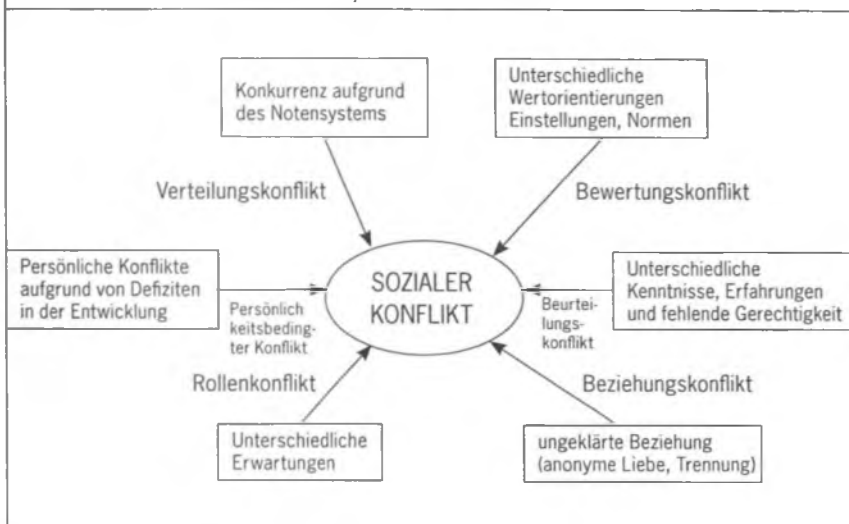 Konkurrenz aufgrund
des Notensystems
Unterschiedliche
Wertorientierungen
Einstellungen, Normen
Verteilungskonflikt
Bewertungskonflikt
Persönliche Konflikte
aufgrund von Defiziten
in der Entwicklung
Persönlich
keitsbeding-
ter Konflikt
SOZIALER
KONFLIKT
Beurtei-
lungs-
konflikt
Unterschiedliche
Kenntnisse, Erfahrungen
und fehlende Gerechtigkeit
Rollenkonflikt
Beziehungskonflikt
Unterschiedliche
Erwartungen
ungeklärte Beziehung
(anonyme Liebe, Trennung)